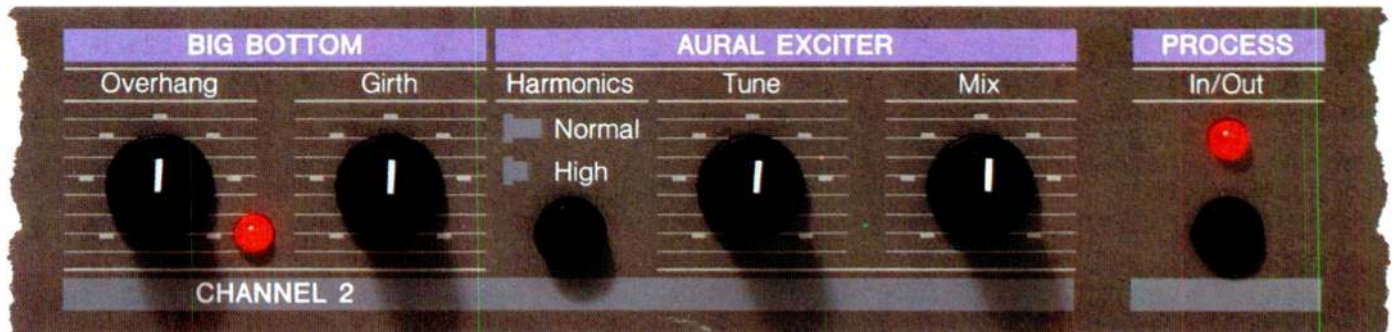 BIG BOTTOM
AURAL EXCITER
PROCESS
Overhang
Girth
Harmonics
Tune
Mix
In/Out
Normal
High
CHANNEL 2